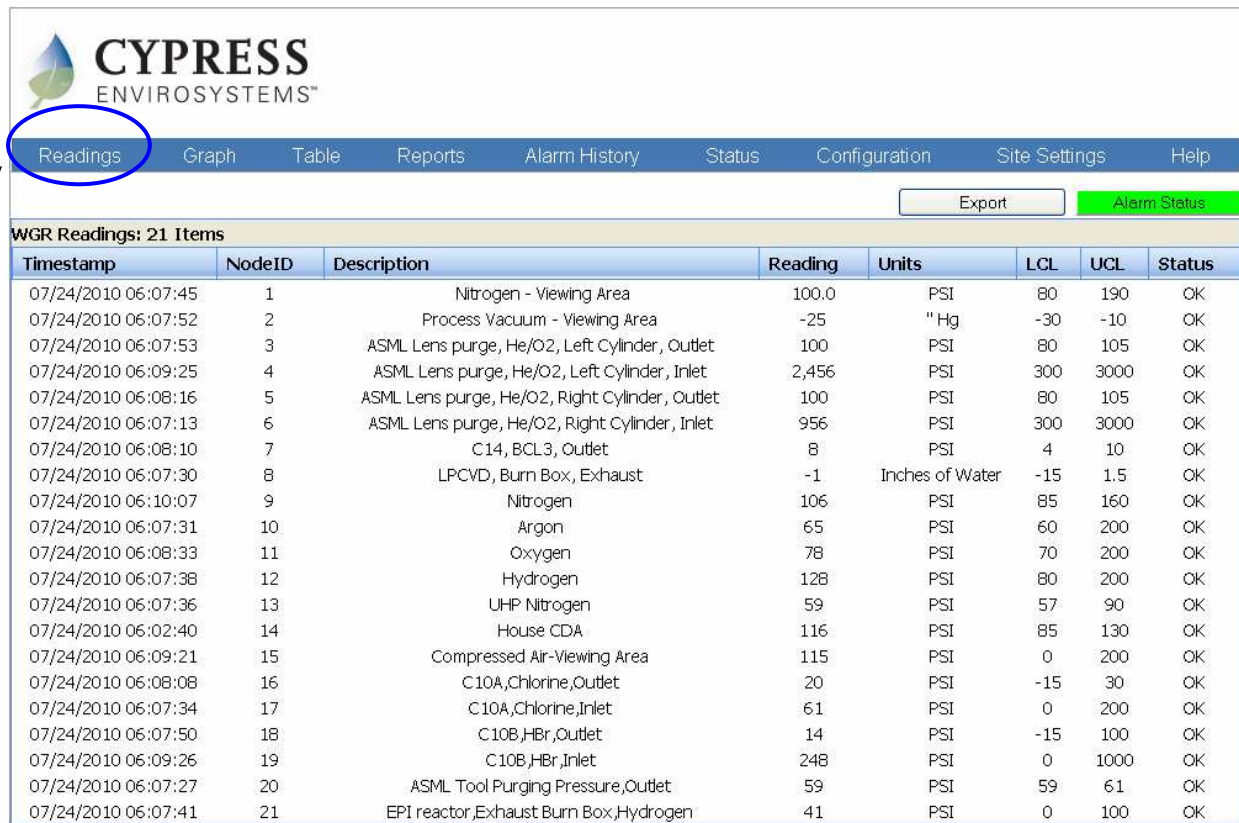 CYPRESS
ENVIROSYSTEMS™
Readings Graph Table Reports Alarm History Status Configuration Site Settings Help
Export Alarm Status
WGR Readings: 21 Items
Timestamp NodeID Description Reading Units LCL UCL Status
07/24/2010 06:07:45 1 Nitrogen - Viewing Area 100.0 PSI 80 190 OK
07/24/2010 06:07:52 2 Process Vacuum - Viewing Area -25 "Hg -30 -10 OK
07/24/2010 06:07:53 3 ASML Lens purge, He/O2, Left Cylinder, Outlet 100 PSI 80 105 OK
07/24/2010 06:09:25 4 ASML Lens purge, He/O2, Left Cylinder, Inlet 2,456 PSI 300 3000 OK
07/24/2010 06:08:16 5 ASML Lens purge, He/O2, Right Cylinder, Outlet 100 PSI 80 105 OK
07/24/2010 06:07:13 6 ASML Lens purge, He/O2, Right Cylinder, Inlet 956 PSI 300 3000 OK
07/24/2010 06:08:10 7 C14, BCL3, Outlet 8 PSI 4 10 OK
07/24/2010 06:07:30 8 LPCVD, Burn Box, Exhaust -1 Inches of Water -15 1.5 OK
07/24/2010 06:10:07 9 Nitrogen 106 PSI 85 160 OK
07/24/2010 06:07:31 10 Argon 65 PSI 60 200 OK
07/24/2010 06:08:33 11 Oxygen 78 PSI 70 200 OK
07/24/2010 06:07:38 12 Hydrogen 128 PSI 80 200 OK
07/24/2010 06:07:36 13 UHP Nitrogen 59 PSI 57 90 OK
07/24/2010 06:02:40 14 House CDA 116 PSI 85 130 OK
07/24/2010 06:09:21 15 Compressed Air-Viewing Area 115 PSI 0 200 OK
07/24/2010 06:08:08 16 C10A,Chlorine,Outlet 20 PSI -15 30 OK
07/24/2010 06:07:34 17 C10A,Chlorine,Inlet 61 PSI 0 200 OK
07/24/2010 06:07:50 18 C10B,HBr,Outlet 14 PSI -15 100 OK
07/24/2010 06:09:26 19 C10B,HBr,Inlet 248 PSI 0 1000 OK
07/24/2010 06:07:27 20 ASML Tool Purging Pressure,Outlet 59 PSI 59 61 OK
07/24/2010 06:07:41 21 EPI reactor,Exhaust Burn Box,Hydrogen 41 PSI 0 100 OK